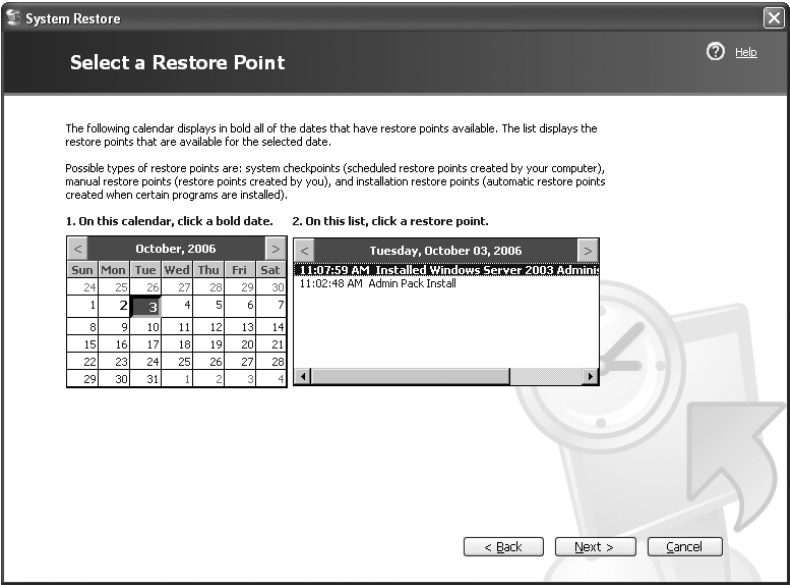 System Restore
Select a Restore Point
Help
The following calendar displays in bold all of the dates that have restore points available. The list displays the
restore points that are available for the selected date.
Possible types of restore points are: system checkpoints (scheduled restore points created by your computer),
manual restore points (restore points created by you), and installation restore points (automatic restore points
created when certain programs are installed).
1. On this calendar, click a bold date. 2. On this list, click a restore point.
< October, 2006 >
Sun Mon Tue Wed Thu Fri Sat
24 25 26 27 28 29 30
1 2 3 4 5 6 7
8 9 10 11 12 13 14
15 16 17 18 19 20 21
22 23 24 25 26 27 28
29 30 31 1 2 3 4
< Tuesday, October 03, 2006 >
11:07:59 AM Installed Windows Server 2003 Adminis
11:02:48 AM Admin Pack Install
< Back Next > Cancel